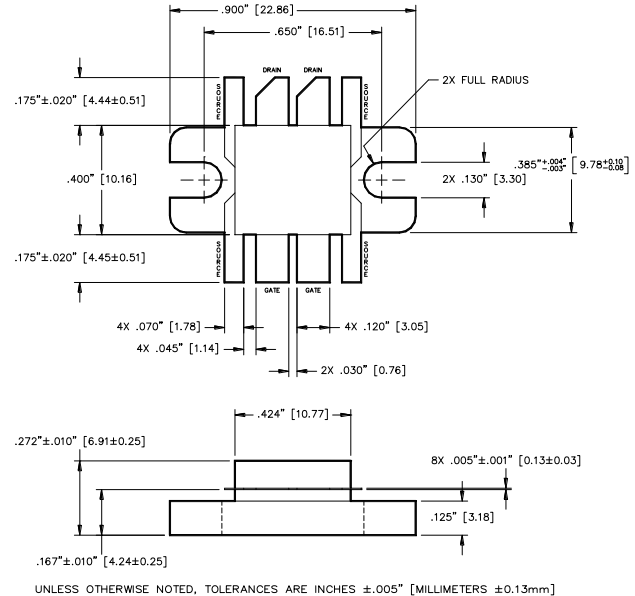 .900" [22.86]
.650" [16.51]
DRAIN DRAIN
2X FULL RADIUS
.175"±.020" [4.44±0.51]
SOURCE
SOURCE
.400" [10.16]
.385"+.004" -.003" [9.78+0.10 -0.08]
2X .130" [3.30]
.175"±.020" [4.45±0.51]
SOURCE
SOURCE
GATE GATE
4X .070" [1.78]
4X .120" [3.05]
4X .045" [1.14]
2X .030" [0.76]
.424" [10.77]
.272"±.010" [6.91±0.25]
8X .005"±.001" [0.13±0.03]
.125" [3.18]
.167"±.010" [4.24±0.25]
UNLESS OTHERWISE NOTED, TOLERANCES ARE INCHES ±.005" [MILLIMETERS ±0.13mm]